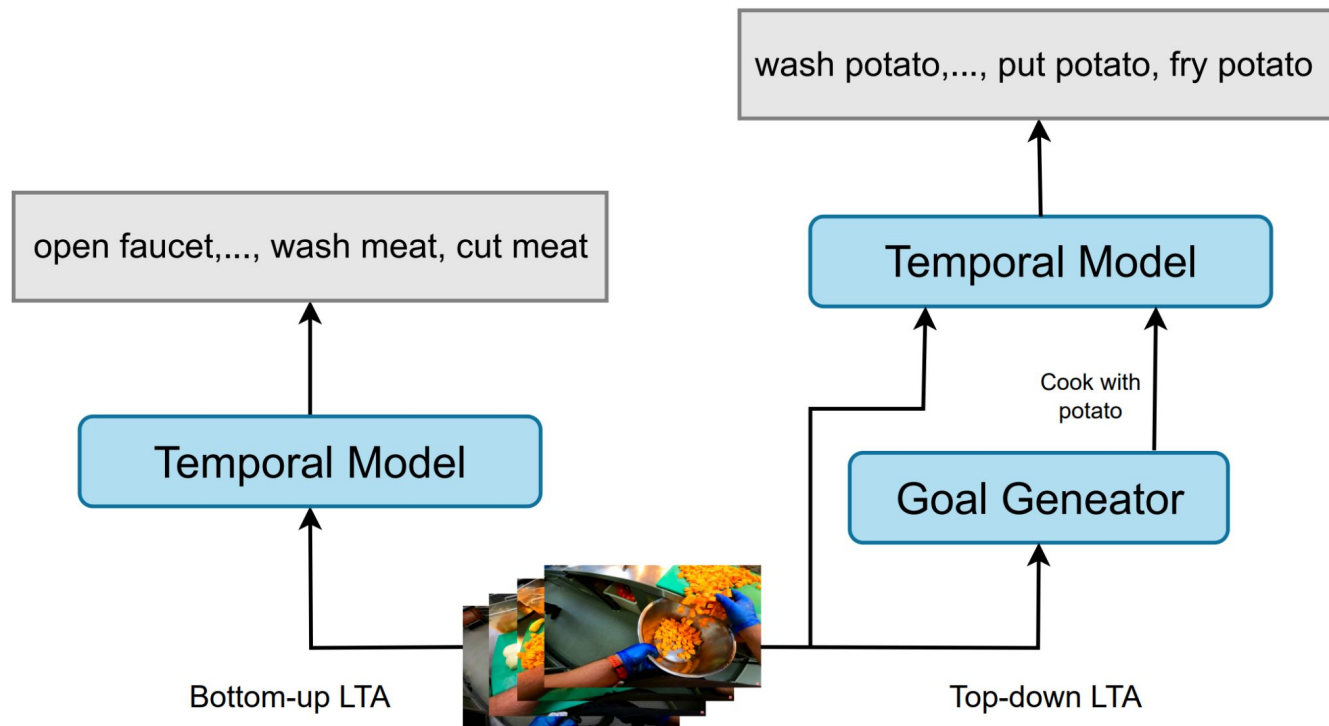 wash potato,..., put potato, fry potato
open faucet,..., wash meat, cut meat
Temporal Model
Cook with
potato
Temporal Model
Goal Geneator
Bottom-up LTA
Top-down LTA